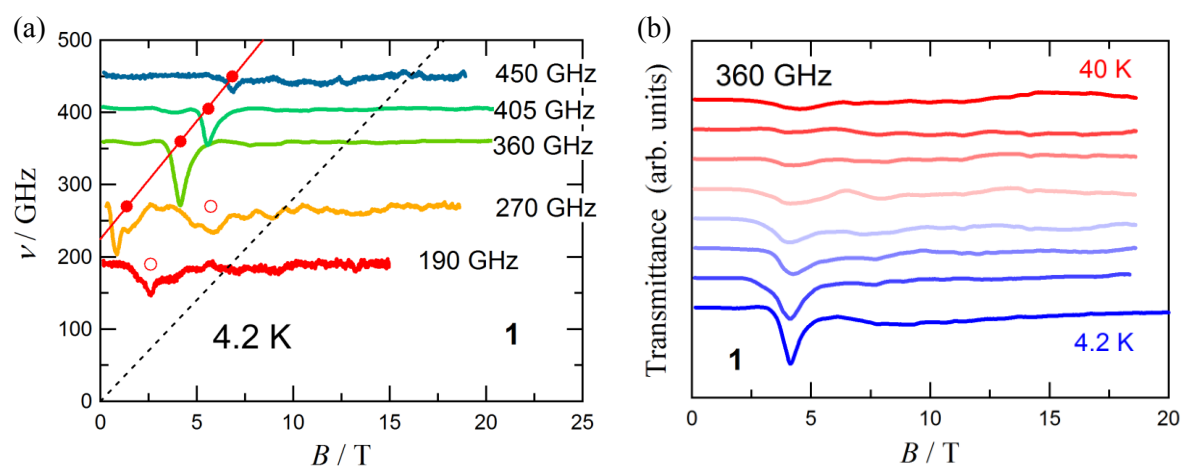 (a)
500
400
300
200
100
0
ν / GHz
450 GHz
405 GHz
360 GHz
270 GHz
190 GHz
4.2 K
1
0
5
10
15
20
25
B / T
(b)
360 GHz
40 K
Transmittance (arb. units)
1
4.2 K
0
5
10
15
20
B / T